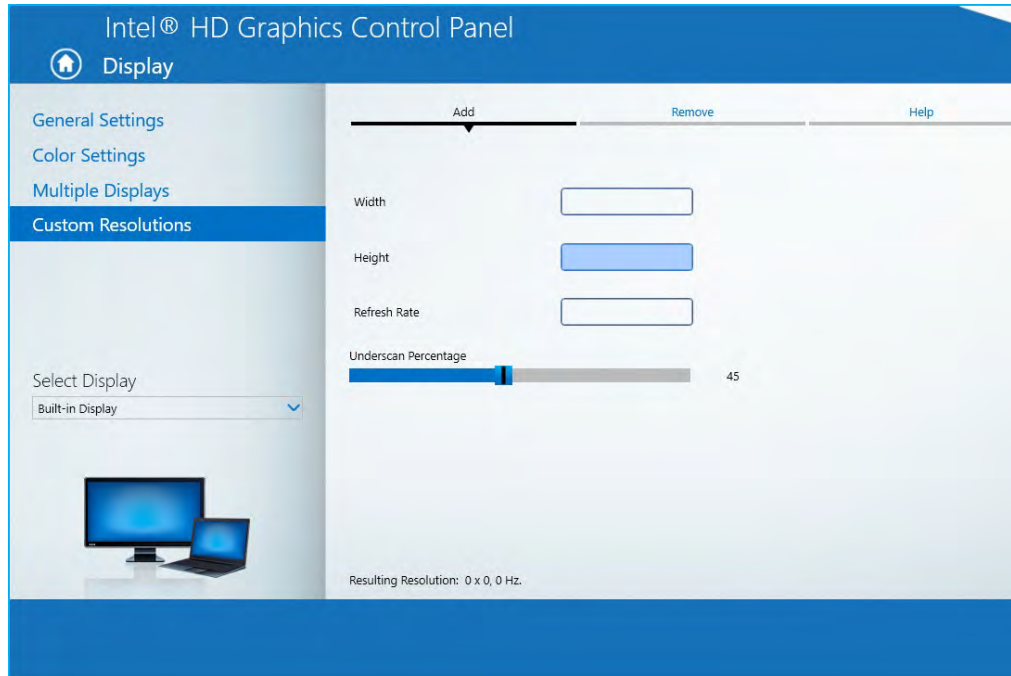 Intel® HD Graphics Control Panel
Display
General Settings
Color Settings
Multiple Displays
Custom Resolutions
Select Display
Built-in Display
Add
Remove
Help
Width
Height
Refresh Rate
Underscan Percentage
45
Resulting Resolution: 0 x 0, 0 Hz.